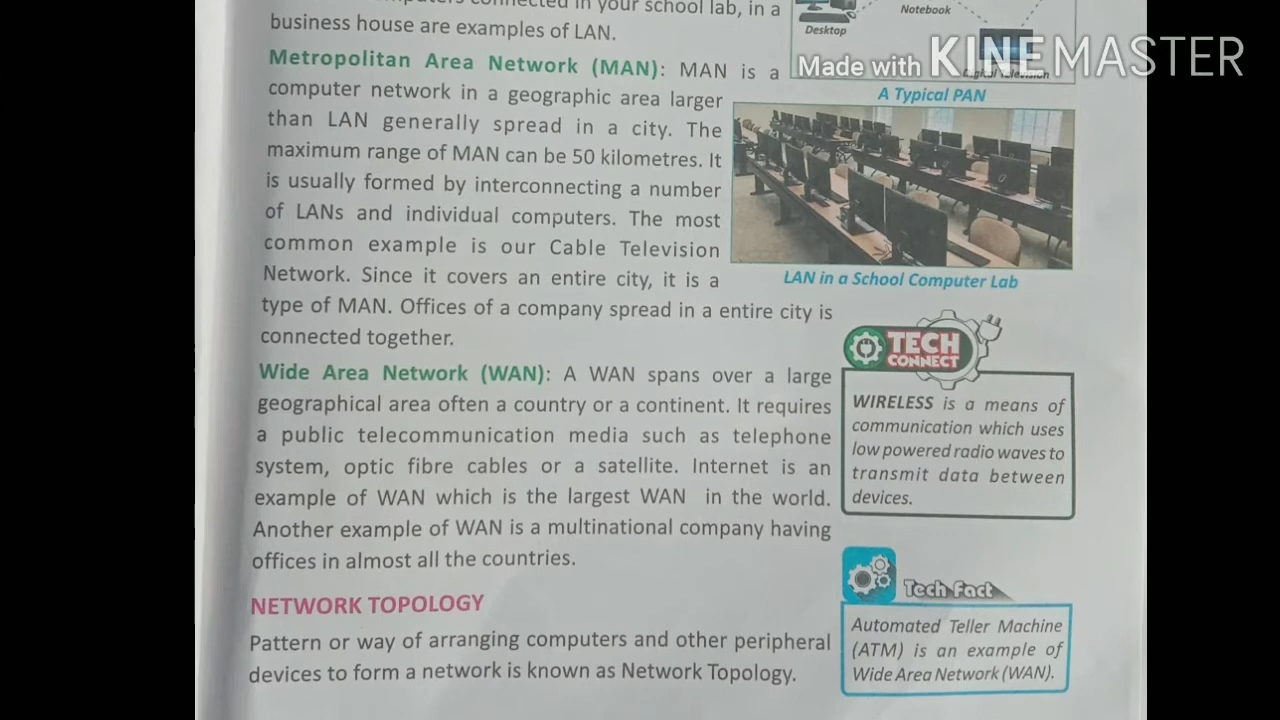 connected in your school lab, in a
business house are examples of LAN.
Metropolitan Area Network (MAN): MAN is a
computer network in a geographic area larger
than LAN generally spread in a city. The
maximum range of MAN can be 50 kilometres. It
is usually formed by interconnecting a number
of LANs and individual computers. The most
common example is our Cable Television
Network. Since it covers an entire city, it is a
type of MAN. Offices of a company spread in a entire city is
connected together.
Wide Area Network (WAN): A WAN spans over a large
geographical area often a country or a continent. It requires
a public telecommunication media such as telephone
system, optic fibre cables or a satellite. Internet is an
example of WAN which is the largest WAN in the world.
Another example of WAN is a multinational company having
offices in almost all the countries.
NETWORK TOPOLOGY
Pattern or way of arranging computers and other peripheral
devices to form a network is known as Network Topology.
Notebook
Desktop
Made with KINEMASTER
Digital Television
A Typical PAN
LAN in a School Computer Lab
TECH
CONNECT
WIRELESS is a means of
communication which uses
low powered radio waves to
transmit data between
devices.
Tech Fact
Automated Teller Machine
(ATM) is an example of
Wide Area Network (WAN).